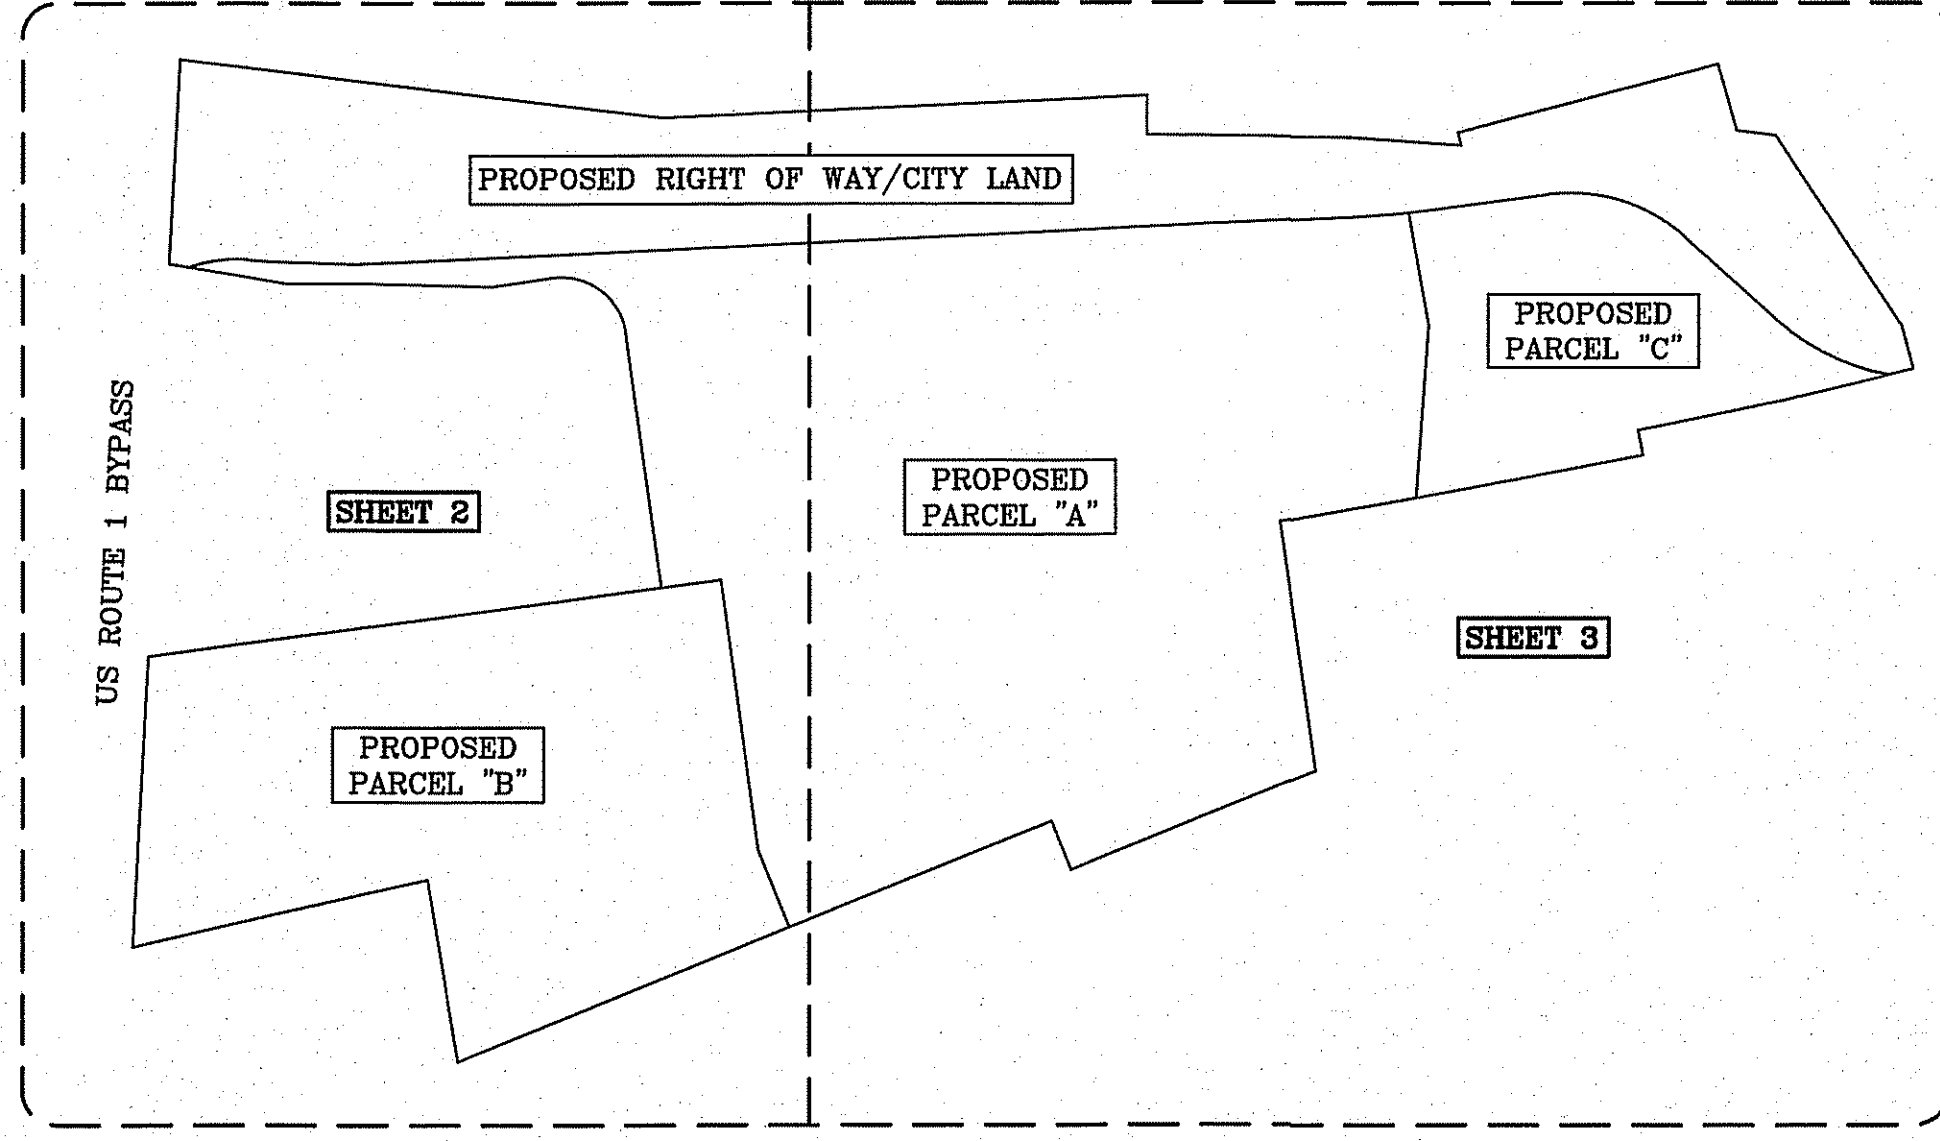 PROPOSED RIGHT OF WAY/CITY LAND
PROPOSED
PARCEL "C"
US ROUTE 1 BYPASS
SHEET 2
PROPOSED
PARCEL "A"
SHEET 3
PROPOSED
PARCEL "B"